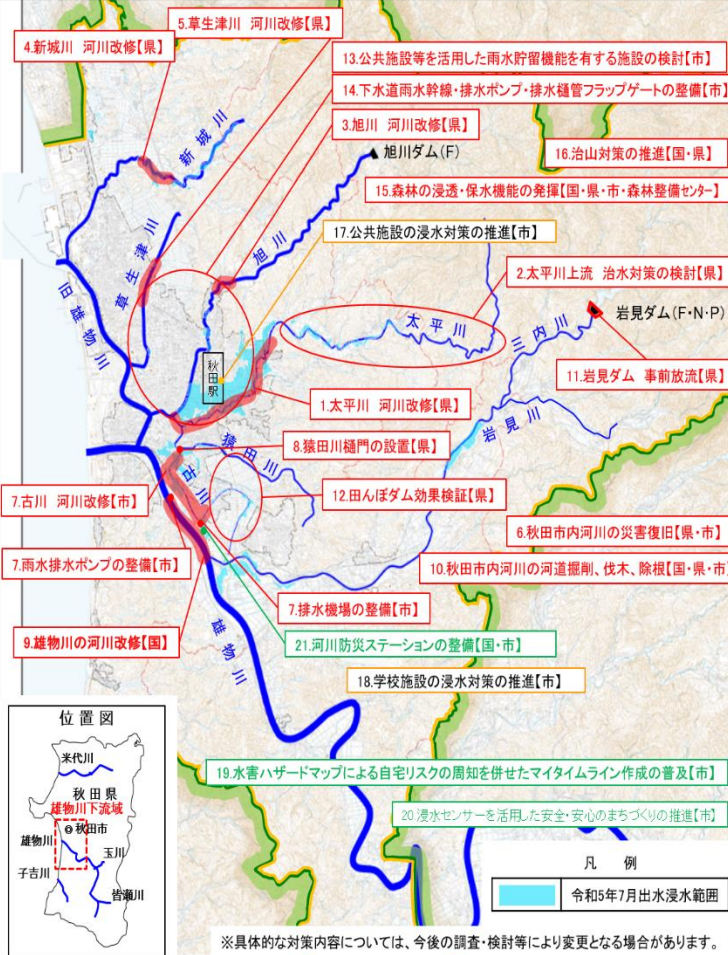 5.草生津川 河川改修【県】
4.新城川 河川改修【県】
13.公共施設等を活用した雨水貯留機能を有する施設の検討【市】
14.下水道雨水幹線・排水ポンプ・排水樋管フラップゲートの整備【市】
3.旭川 河川改修【県】
旭川ダム(F)
16.治山対策の推進【国・県】
新城川
15.森林の浸透・保水機能の発揮【国・県・市・森林整備センター】
17.公共施設の浸水対策の推進【市】
旭川
草生津川
旧雄物川
2.太平川上流 治水対策の検討【県】
太平川
三内川
岩見ダム(F・N・P)
秋田駅
11.岩見ダム 事前放流【県】
1.太平川 河川改修【県】
岩見川
8.猿田川樋門の設置【県】
猿田川
古川
12.田んぼダム効果検証【県】
7.古川 河川改修【市】
6.秋田市内河川の災害復旧【県・市】
7.雨水排水ポンプの整備【市】
10.秋田市内河川の河道掘削、伐木、除根【国・県・市】
7.排水機場の整備【市】
9.雄物川の河川改修【国】
雄物川
21.河川防災ステーションの整備【国・市】
18.学校施設の浸水対策の推進【市】
位置図
米代川
秋田県
雄物川下流域
秋田市
雄物川
玉川
子吉川
皆瀬川
19.水害ハザードマップによる自宅リスクの周知を併せたマイタイムライン作成の普及【市】
20.浸水センサーを活用した安全・安心のまちづくりの推進【市】
凡 例
令和5年7月出水浸水範囲
※具体的な対策内容については、今後の調査・検討等により変更となる場合があります。